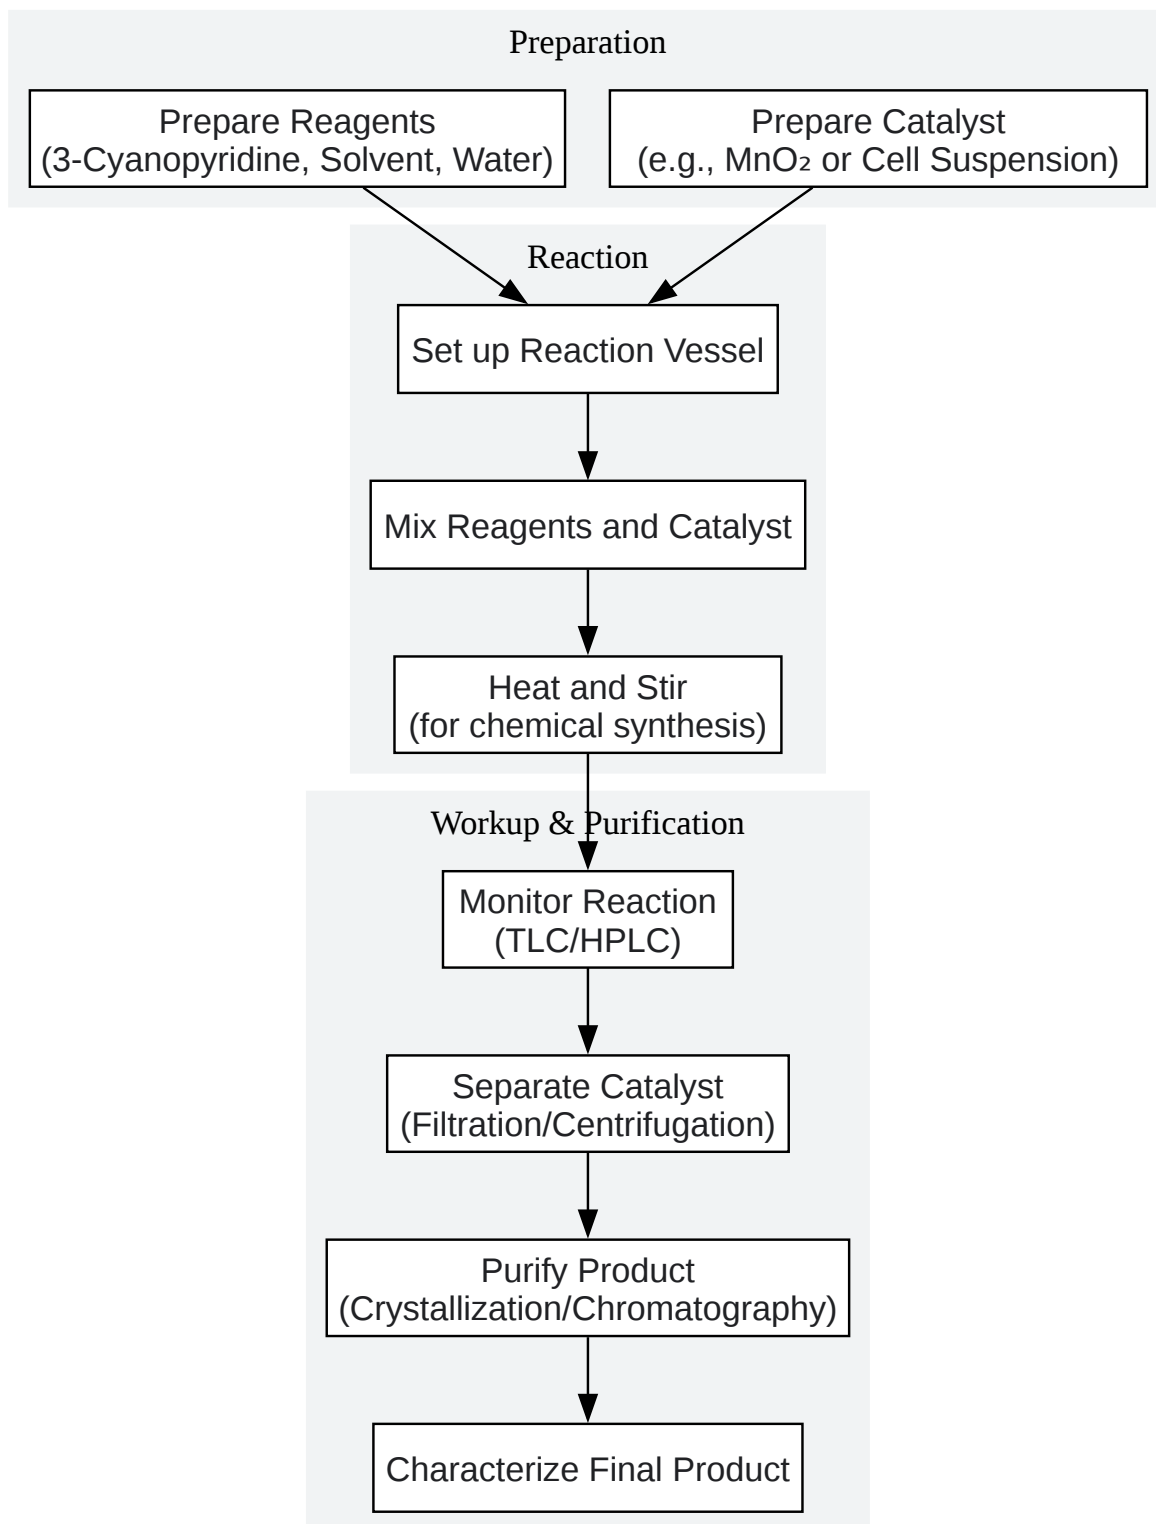 Preparation
Prepare Reagents
(3-Cyanopyridine, Solvent, Water)
Prepare Catalyst
(e.g., MnO₂ or Cell Suspension)
Reaction
Set up Reaction Vessel
Mix Reagents and Catalyst
Heat and Stir
(for chemical synthesis)
Workup & Purification
Monitor Reaction
(TLC/HPLC)
Separate Catalyst
(Filtration/Centrifugation)
Purify Product
(Crystallization/Chromatography)
Characterize Final Product